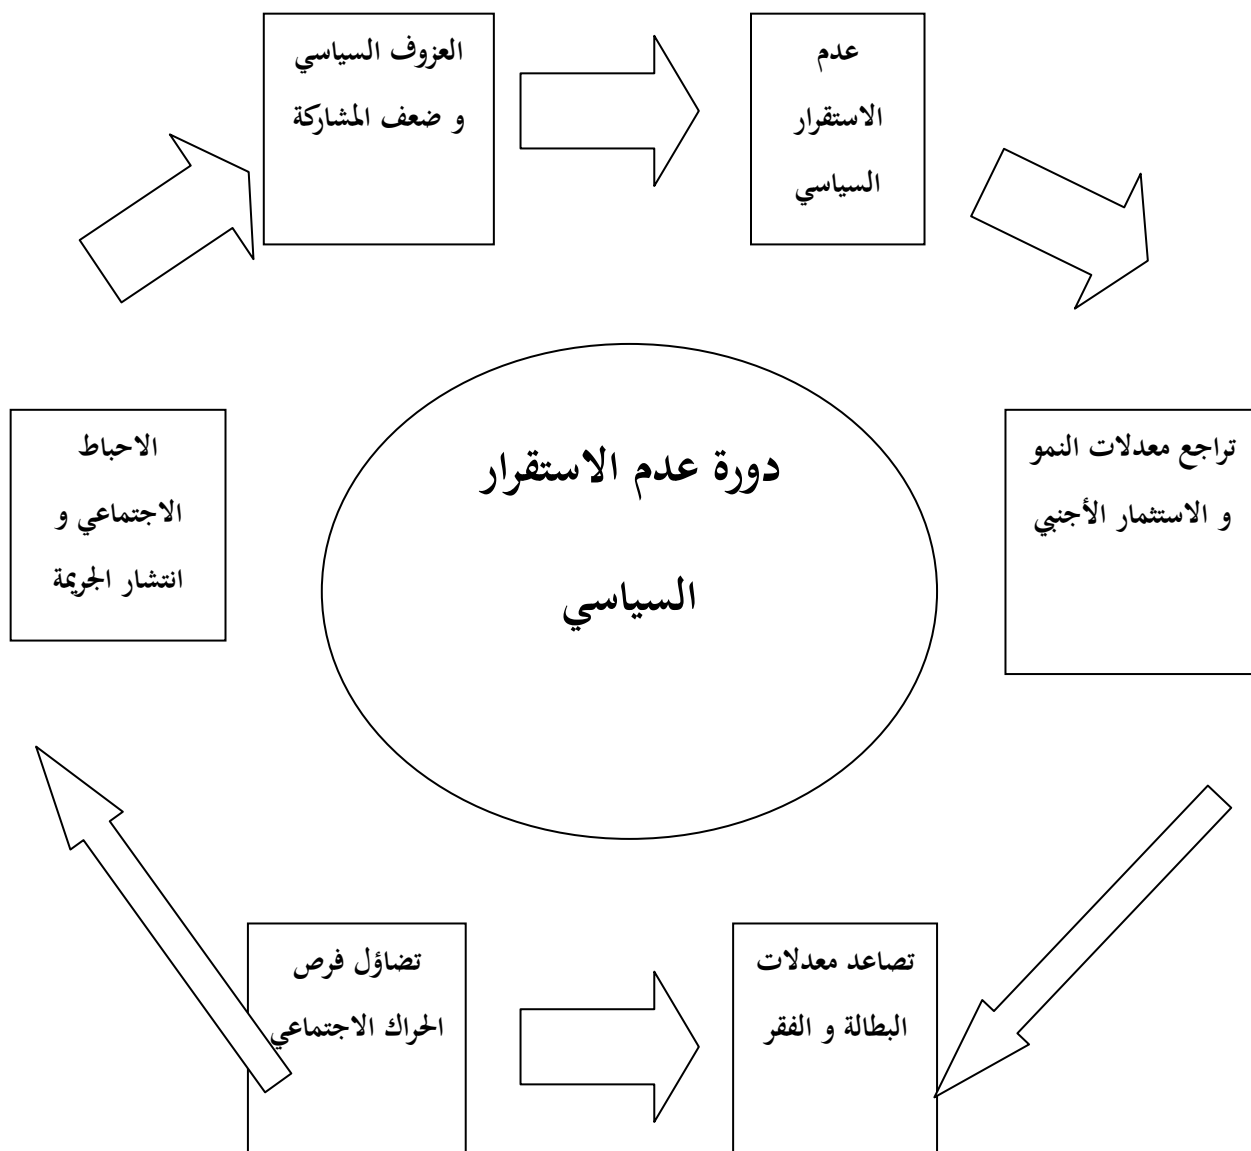 العزوف السياسي
و ضعف المشاركة
عدم
الاستقرار
السياسي
تراجع معدلات النمو
و الاستثمار الأجنبي
دورة عدم الاستقرار
السياسي
الاحباط
الاجتماعي و
انتشار الجريمة
تصاعد معدلات
البطالة و الفقر
تضاؤل فرص
الحراك الاجتماعي